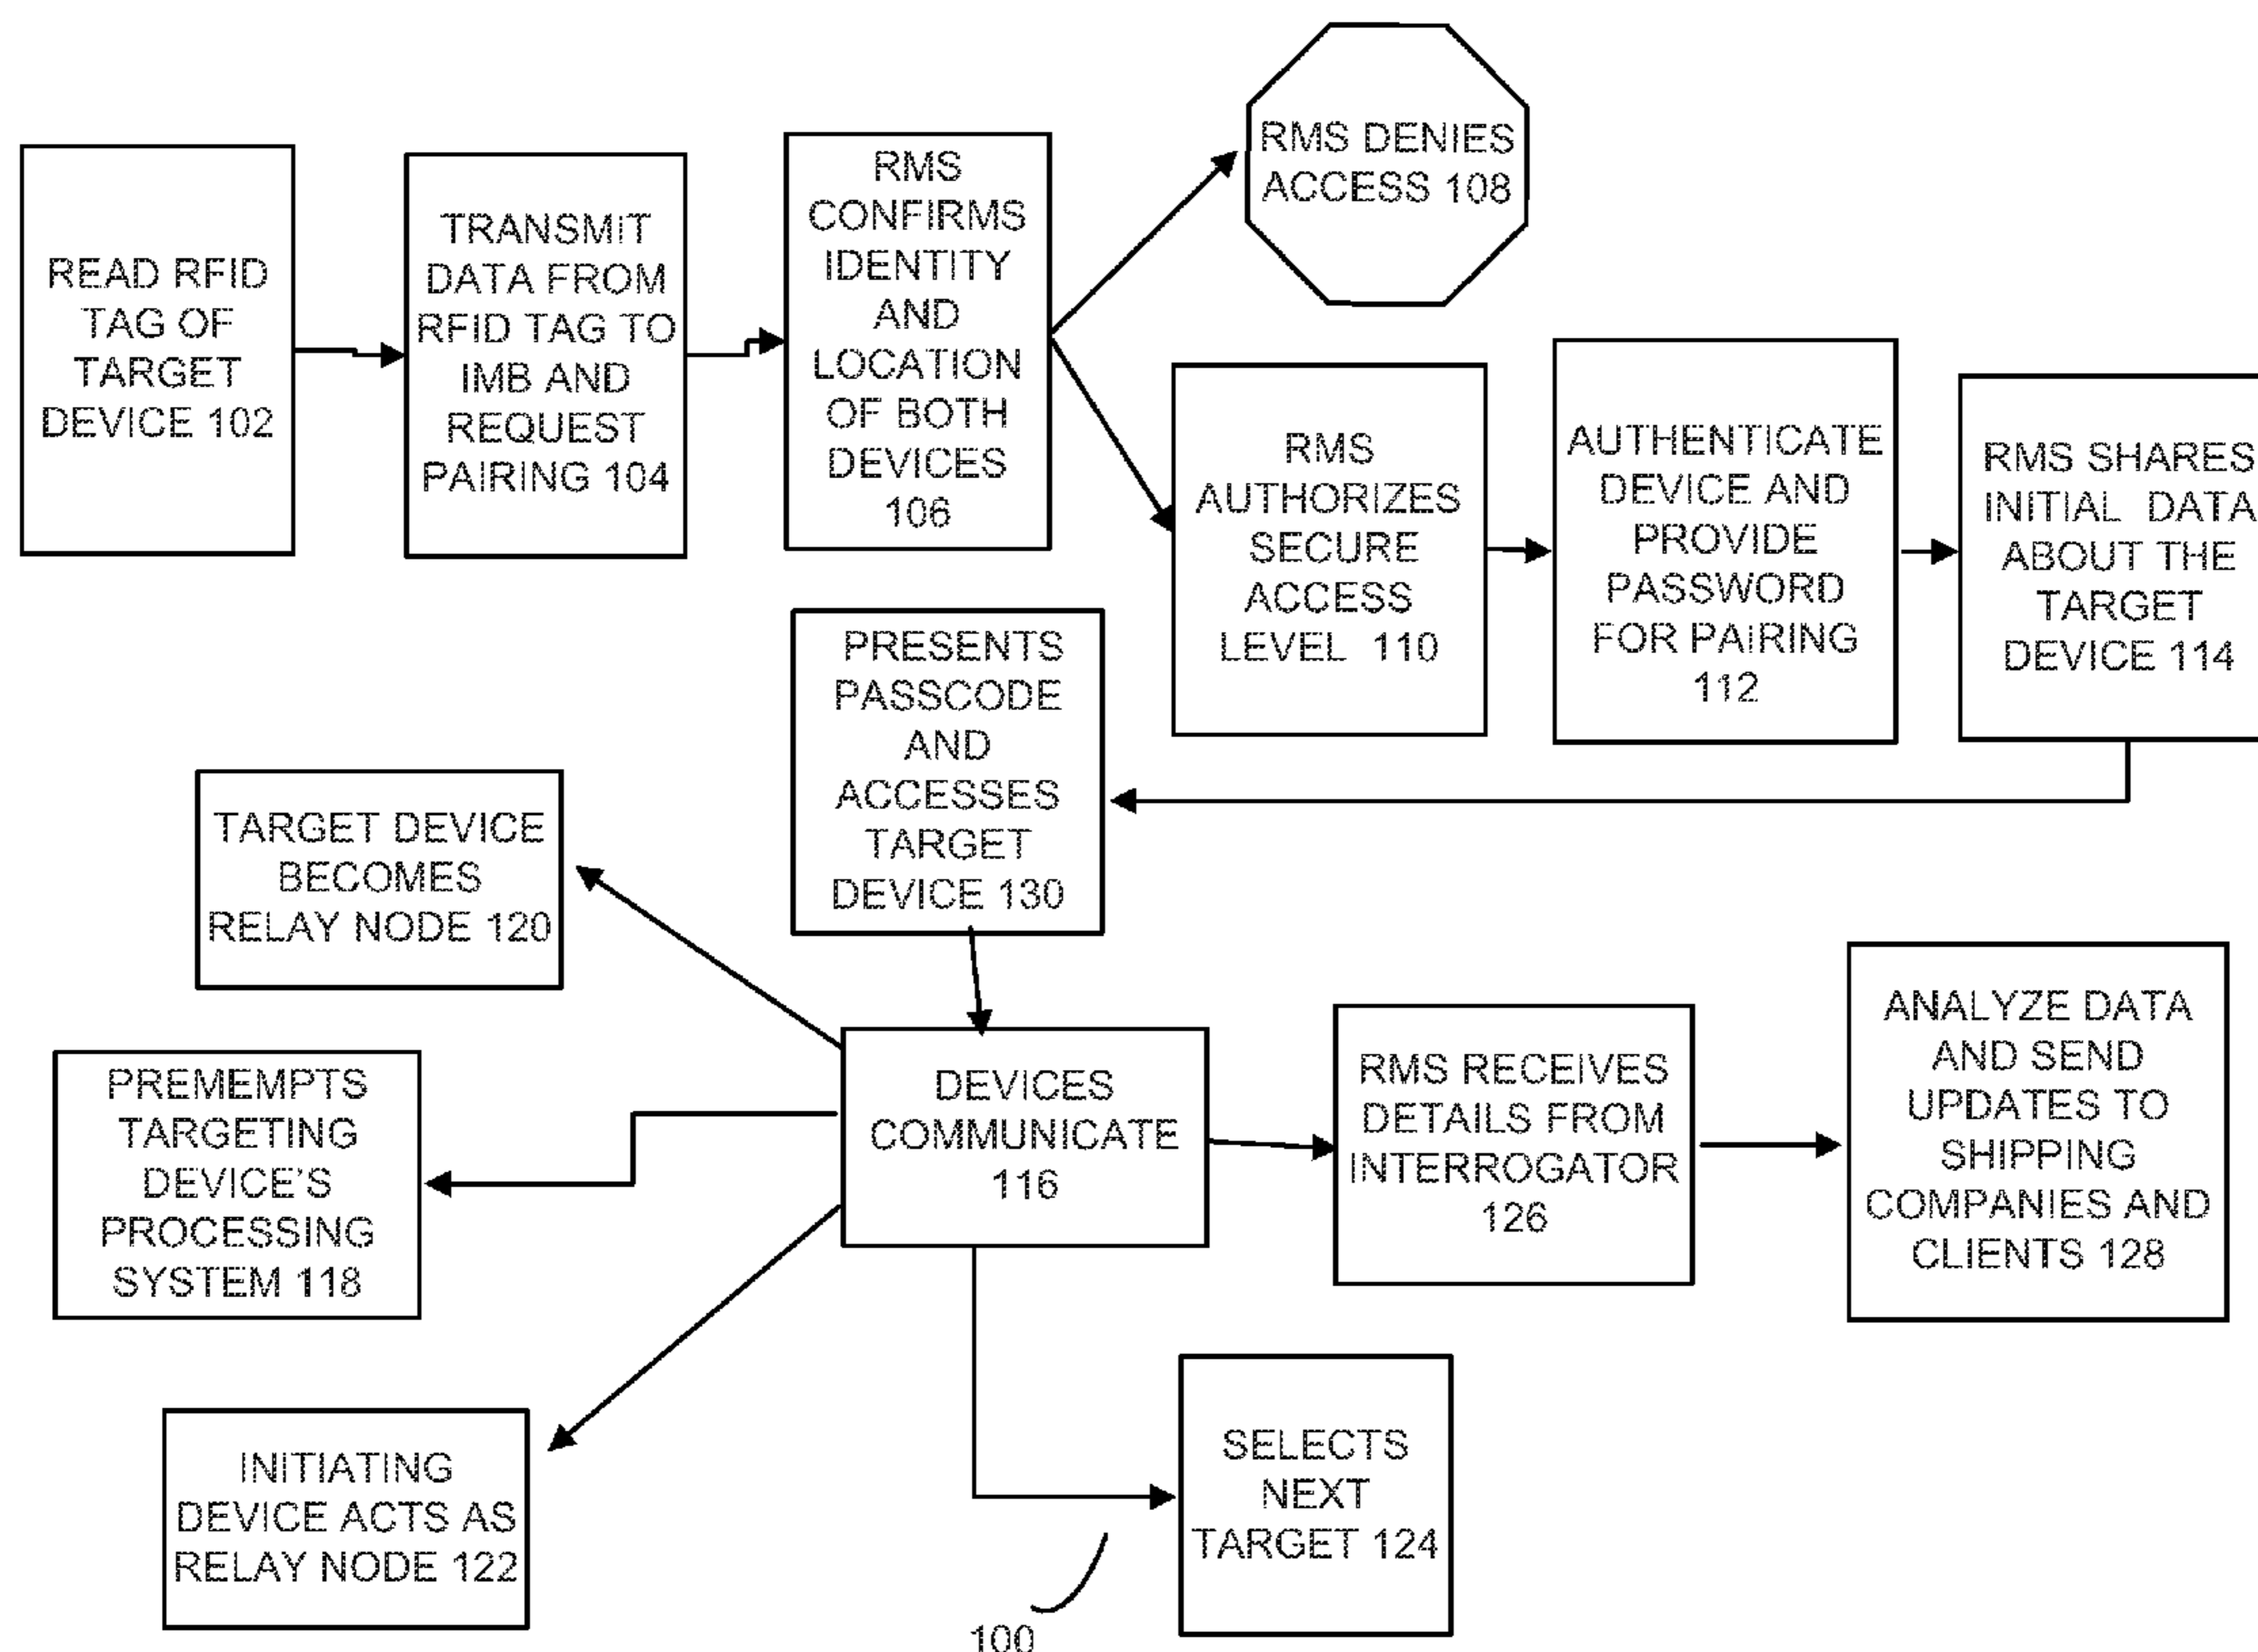 READ RFID
TAG OF
TARGET
DEVICE 102
TRANSMIT
DATA FROM
RFID TAG TO
IMB AND
REQUEST
PAIRING 104
RMS
CONFIRMS
IDENTITY
AND
LOCATION
OF BOTH
DEVICES
106
RMS DENIES
ACCESS 108
RMS
AUTHORIZES
SECURE
ACCESS
LEVEL 110
AUTHENTICATE
DEVICE AND
PROVIDE
PASSWORD
FOR PAIRING
112
RMS SHARES
INITIAL DATA
ABOUT THE
TARGET
DEVICE 114
PRESENTS
PASSCODE
AND
ACCESSES
TARGET
DEVICE 130
TARGET DEVICE
BECOMES
RELAY NODE 120
PREMEMPTS
TARGETING
DEVICE'S
PROCESSING
SYSTEM 118
DEVICES
COMMUNICATE
116
RMS RECEIVES
DETAILS FROM
INTERROGATOR
126
ANALYZE DATA
AND SEND
UPDATES TO
SHIPPING
COMPANIES AND
CLIENTS 128
INITIATING
DEVICE ACTS AS
RELAY NODE 122
SELECTS
NEXT
TARGET 124
100